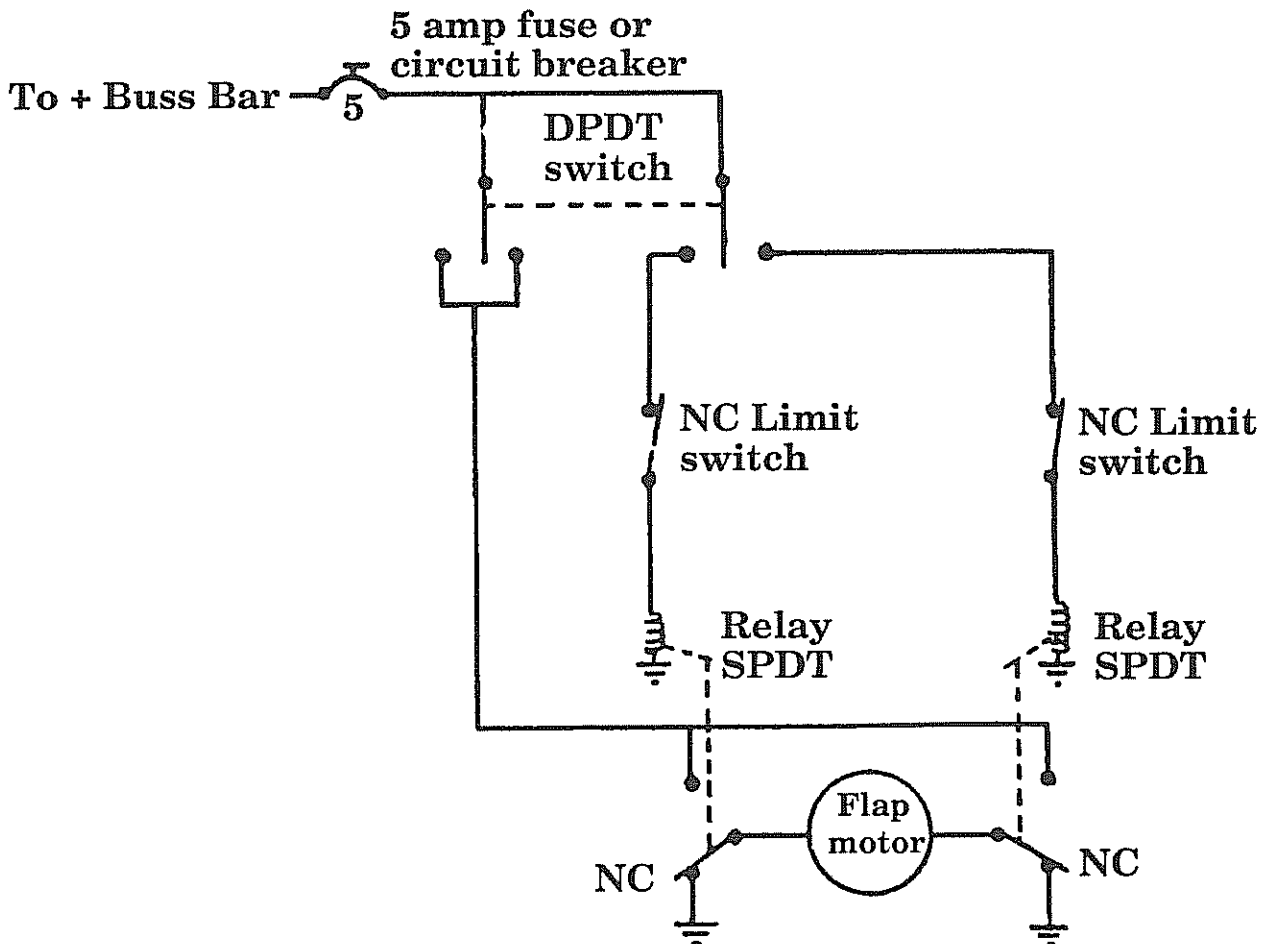 5 amp fuse or
circuit breaker
To + Buss Bar
5
DPDT
switch
NC Limit
switch
NC Limit
switch
Relay
SPDT
Relay
SPDT
Flap
motor
NC
NC